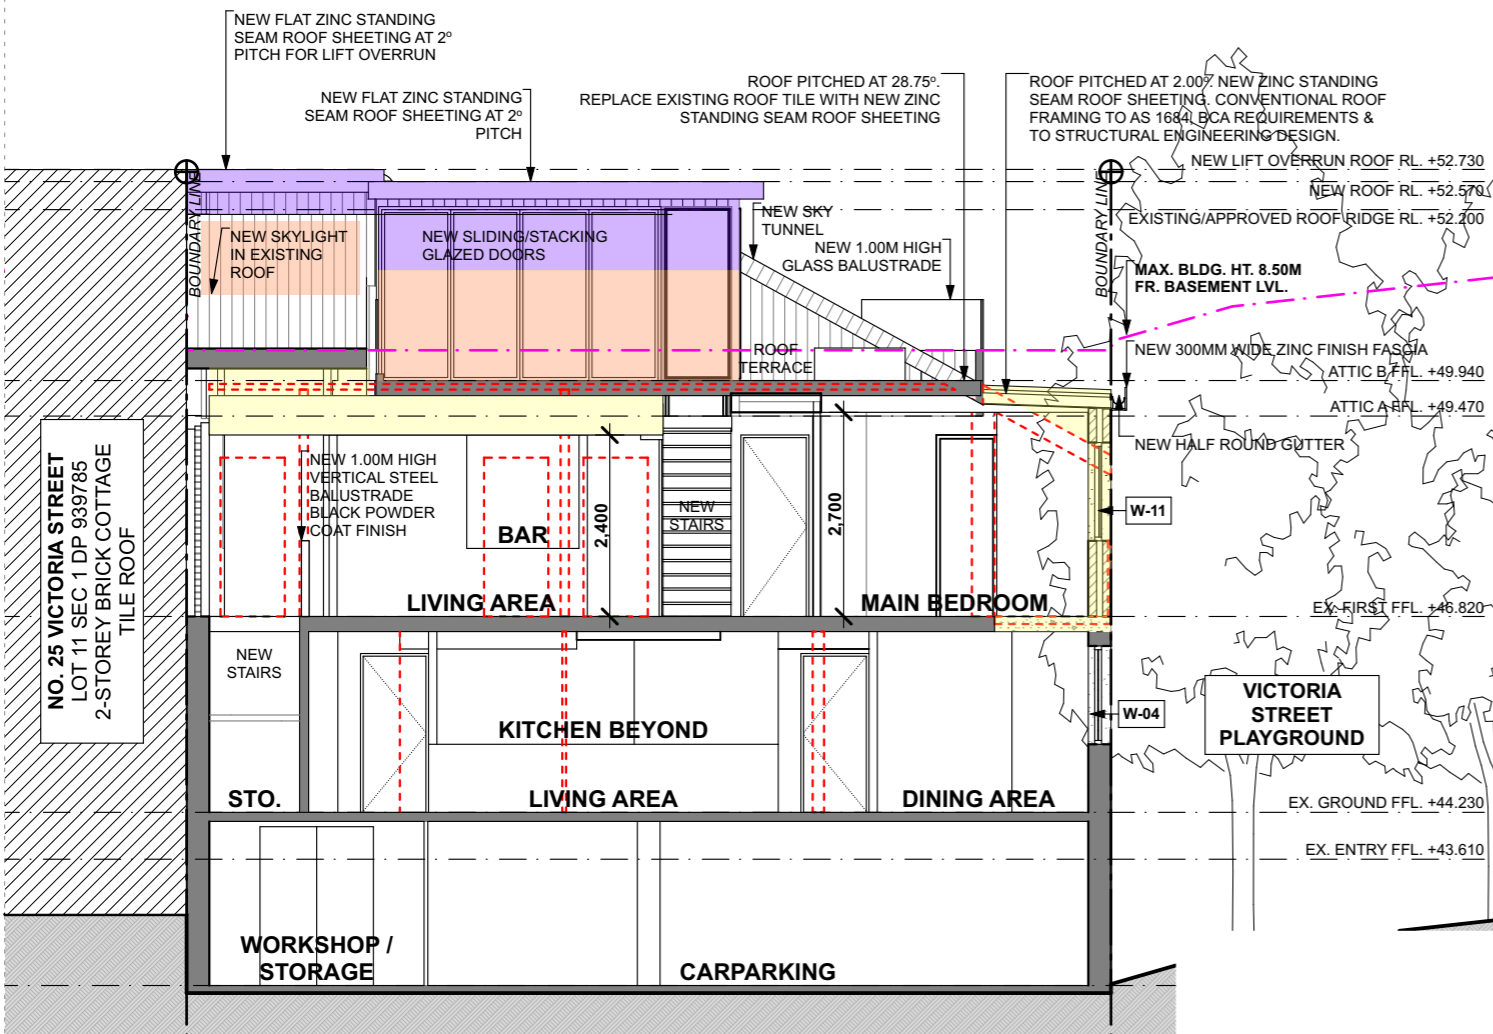 NEW FLAT ZINC STANDING
SEAM ROOF SHEETING AT 2º
PITCH FOR LIFT OVERRUN
NEW FLAT ZINC STANDING
SEAM ROOF SHEETING AT 2º
PITCH
ROOF PITCHED AT 28.75º.
REPLACE EXISTING ROOF TILE WITH NEW ZINC
STANDING SEAM ROOF SHEETING
ROOF PITCHED AT 2.00º. NEW ZINC STANDING
SEAM ROOF SHEETING. CONVENTIONAL ROOF
FRAMING TO AS 1684, BCA REQUIREMENTS &
TO STRUCTURAL ENGINEERING DESIGN.
NEW LIFT OVERRUN ROOF RL. +52.730
NEW ROOF RL. +52.570
EXISTING/APPROVED ROOF RIDGE RL. +52.200
BOUNDARY LINE
BOUNDARY LINE
NEW SKYLIGHT
IN EXISTING
ROOF
NEW SLIDING/STACKING
GLAZED DOORS
NEW SKY
TUNNEL
NEW 1.00M HIGH
GLASS BALUSTRADE
MAX. BLDG. HT. 8.50M
FR. BASEMENT LVL.
ROOF
TERRACE
NEW 300MM WIDE ZINC FINISH FASCIA
ATTIC B FFL. +49.940
ATTIC A FFL. +49.470
NEW HALF ROUND GUTTER
NO. 25 VICTORIA STREET
LOT 11 SEC 1 DP 939785
2-STOREY BRICK COTTAGE
TILE ROOF
NEW 1.00M HIGH
VERTICAL STEEL
BALUSTRADE
BLACK POWDER
COAT FINISH
BAR
2,400
NEW
STAIRS
2,700
W-11
LIVING AREA
MAIN BEDROOM
EX. FIRST FFL. +46.820
NEW
STAIRS
KITCHEN BEYOND
W-04
VICTORIA
STREET
PLAYGROUND
STO.
LIVING AREA
DINING AREA
EX. GROUND FFL. +44.230
EX. ENTRY FFL. +43.610
WORKSHOP /
STORAGE
CARPARKING